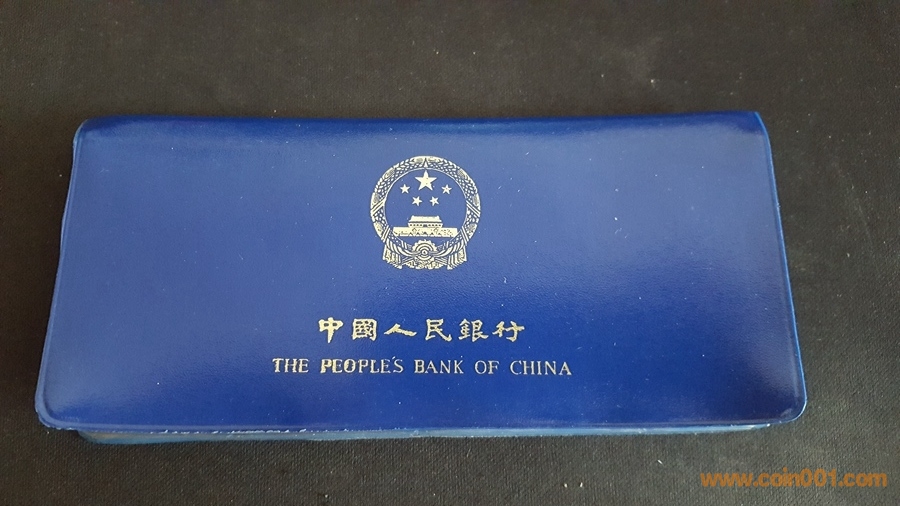 中國人民銀行
THE PEOPLE'S BANK OF CHINA
www.coin001.com